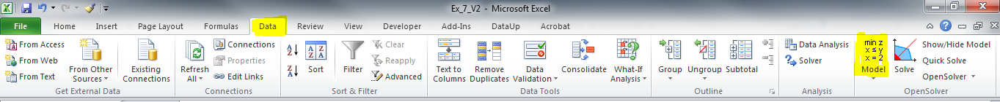 Ex_7_V2 - Microsoft Excel
File Home Insert Page Layout Formulas Data Review View Developer Add-Ins DataUp Acrobat
From Access
From Web
From Text
From Other
Sources
Existing
Connections
Get External Data
Refresh
All
Connections
Properties
Edit Links
Connections
A
Z
Z
A
A Z
Z A
Sort
Filter
Clear
Reapply
Advanced
Sort & Filter
Text to
Columns
Remove
Duplicates
Data
Validation
Consolidate
What-If
Analysis
Data Tools
Group
Ungroup
Subtotal
Outline
Data Analysis
Solver
Analysis
min z
x ≤ y
x = 2
Model
Solve
Show/Hide Model
Quick Solve
OpenSolver
OpenSolver